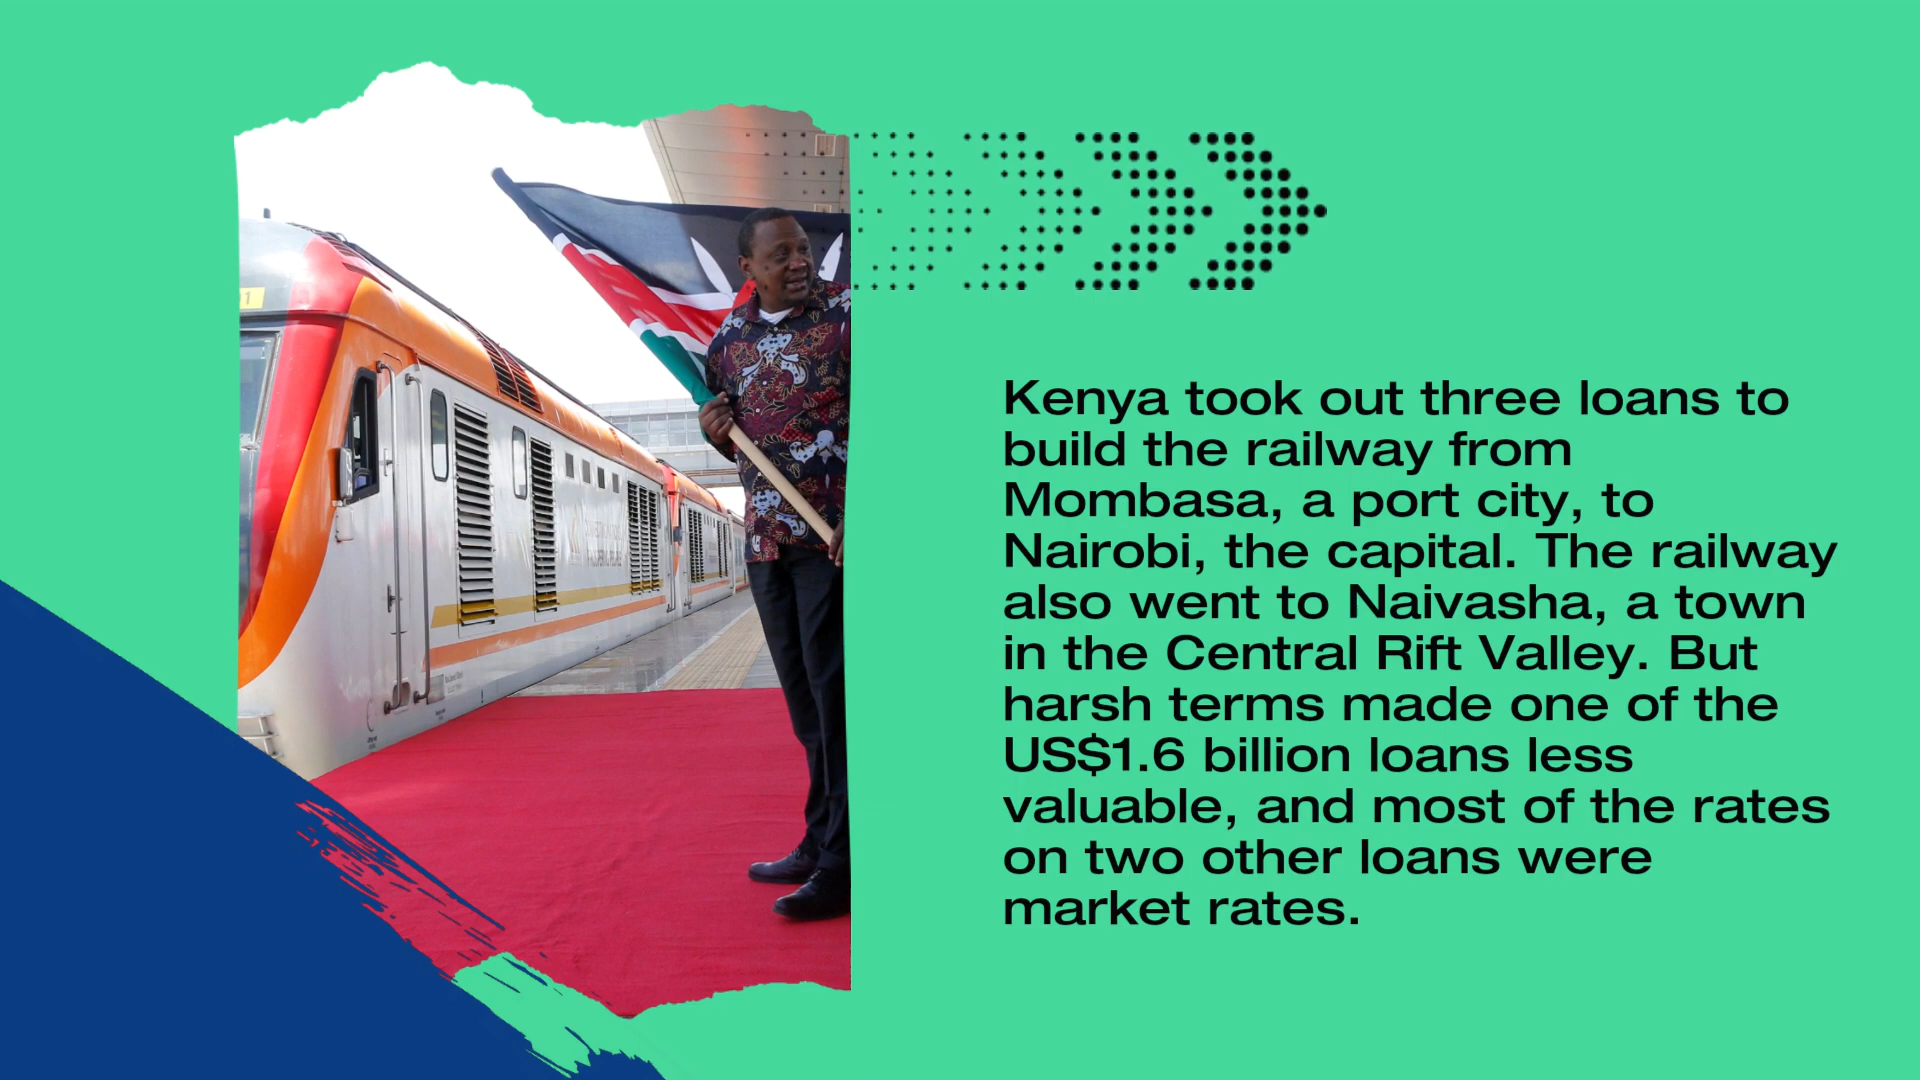 1
Kenya took out three loans to
build the railway from
Mombasa, a port city, to
Nairobi, the capital. The railway
also went to Naivasha, a town
in the Central Rift Valley. But
harsh terms made one of the
US$1.6 billion loans less
valuable, and most of the rates
on two other loans were
market rates.